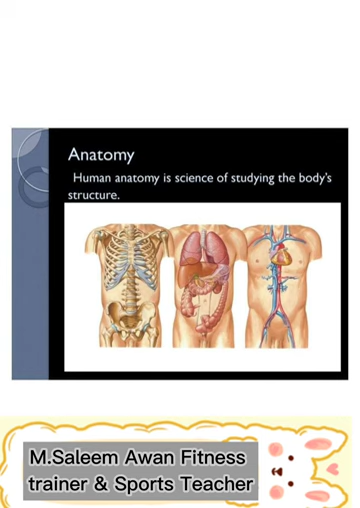 Anatomy
Human anatomy is science of studying the body's
structure.
M.Saleem Awan Fitness
trainer & Sports Teacher